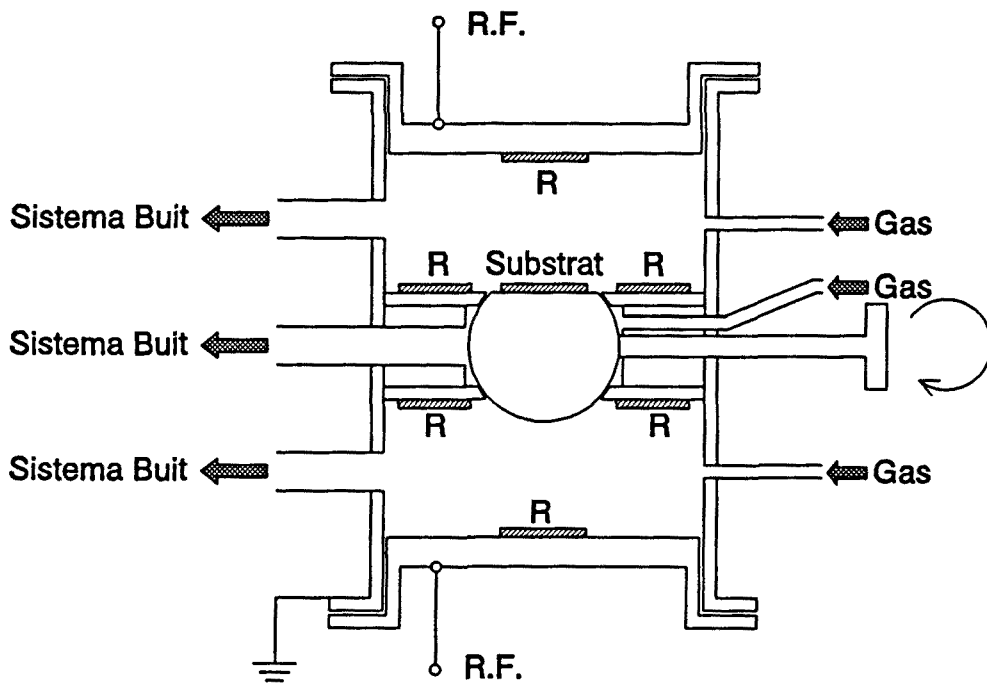 R.F.
R
Sistema Buit
Gas
R
Substrat
R
Gas
Sistema Buit
R
R
Sistema Buit
Gas
R
R.F.